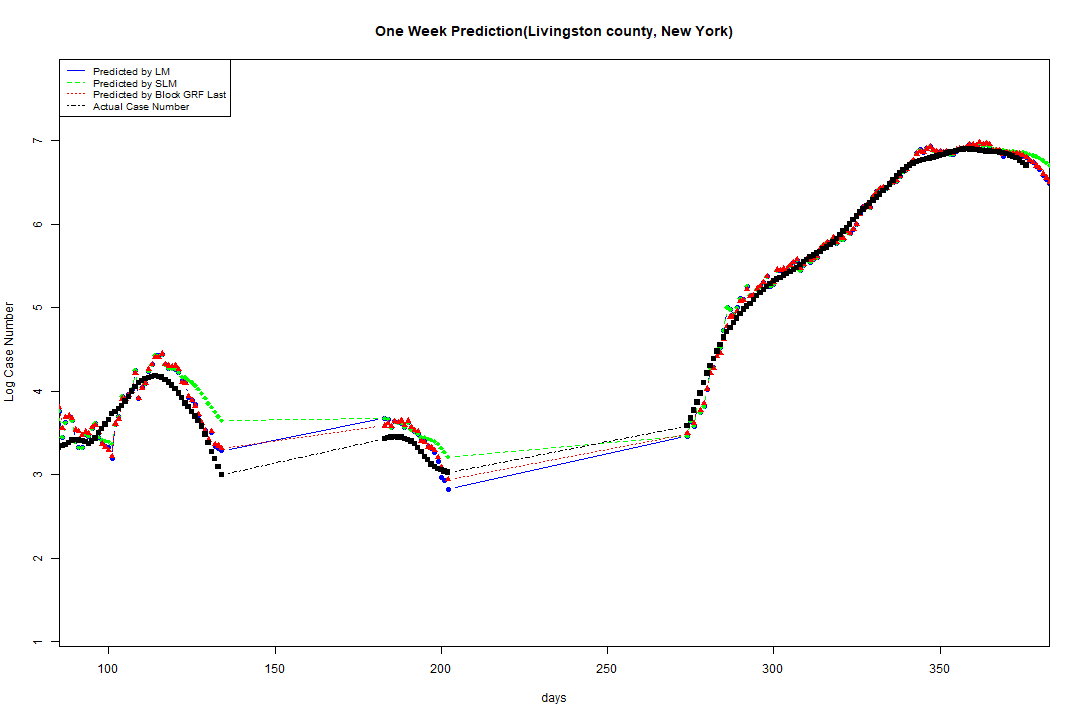 One Week Prediction(Livingston county, New York)
Predicted by LM
Predicted by SLM
Predicted by Block GRF Last
Actual Case Number
7
6
5
4
3
2
1
Log Case Number
100 150 200 250 300 350
days